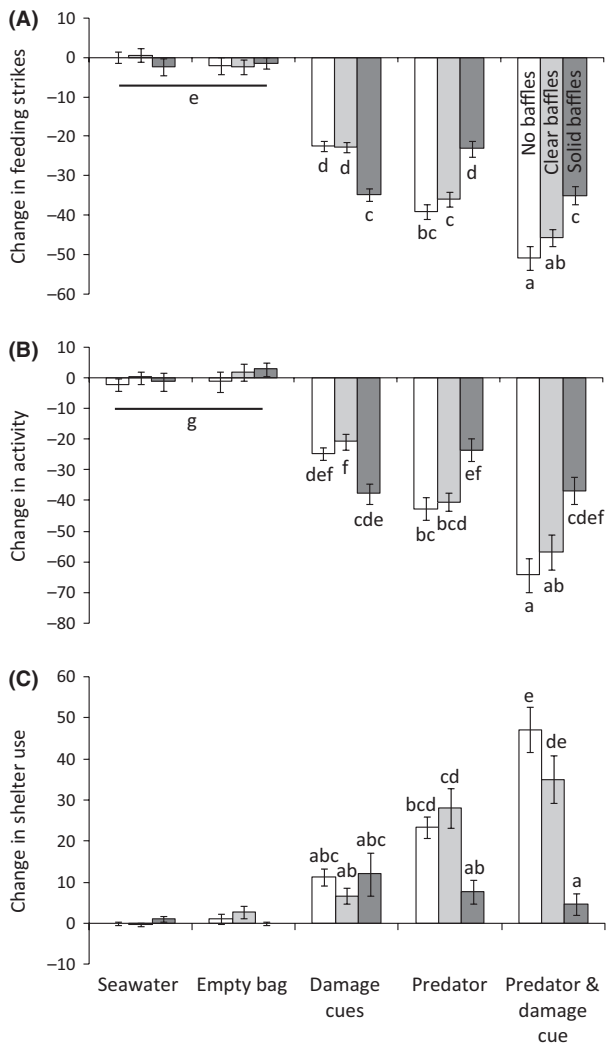 (A)
10
0
−10
−20
−30
−40
−50
−60
Change in feeding strikes
e
d
d
c
bc
c
d
a
ab
c
No baffles
Clear baffles
Solid baffles
(B)
10
0
−10
−20
−30
−40
−50
−60
−70
−80
Change in activity
g
def
f
cde
bc
bcd
ef
a
ab
cdef
(C)
60
50
40
30
20
10
0
−10
Change in shelter use
abc
ab
abc
bcd
cd
ab
e
de
a
Seawater
Empty bag
Damage
cues
Predator
Predator &
damage
cue